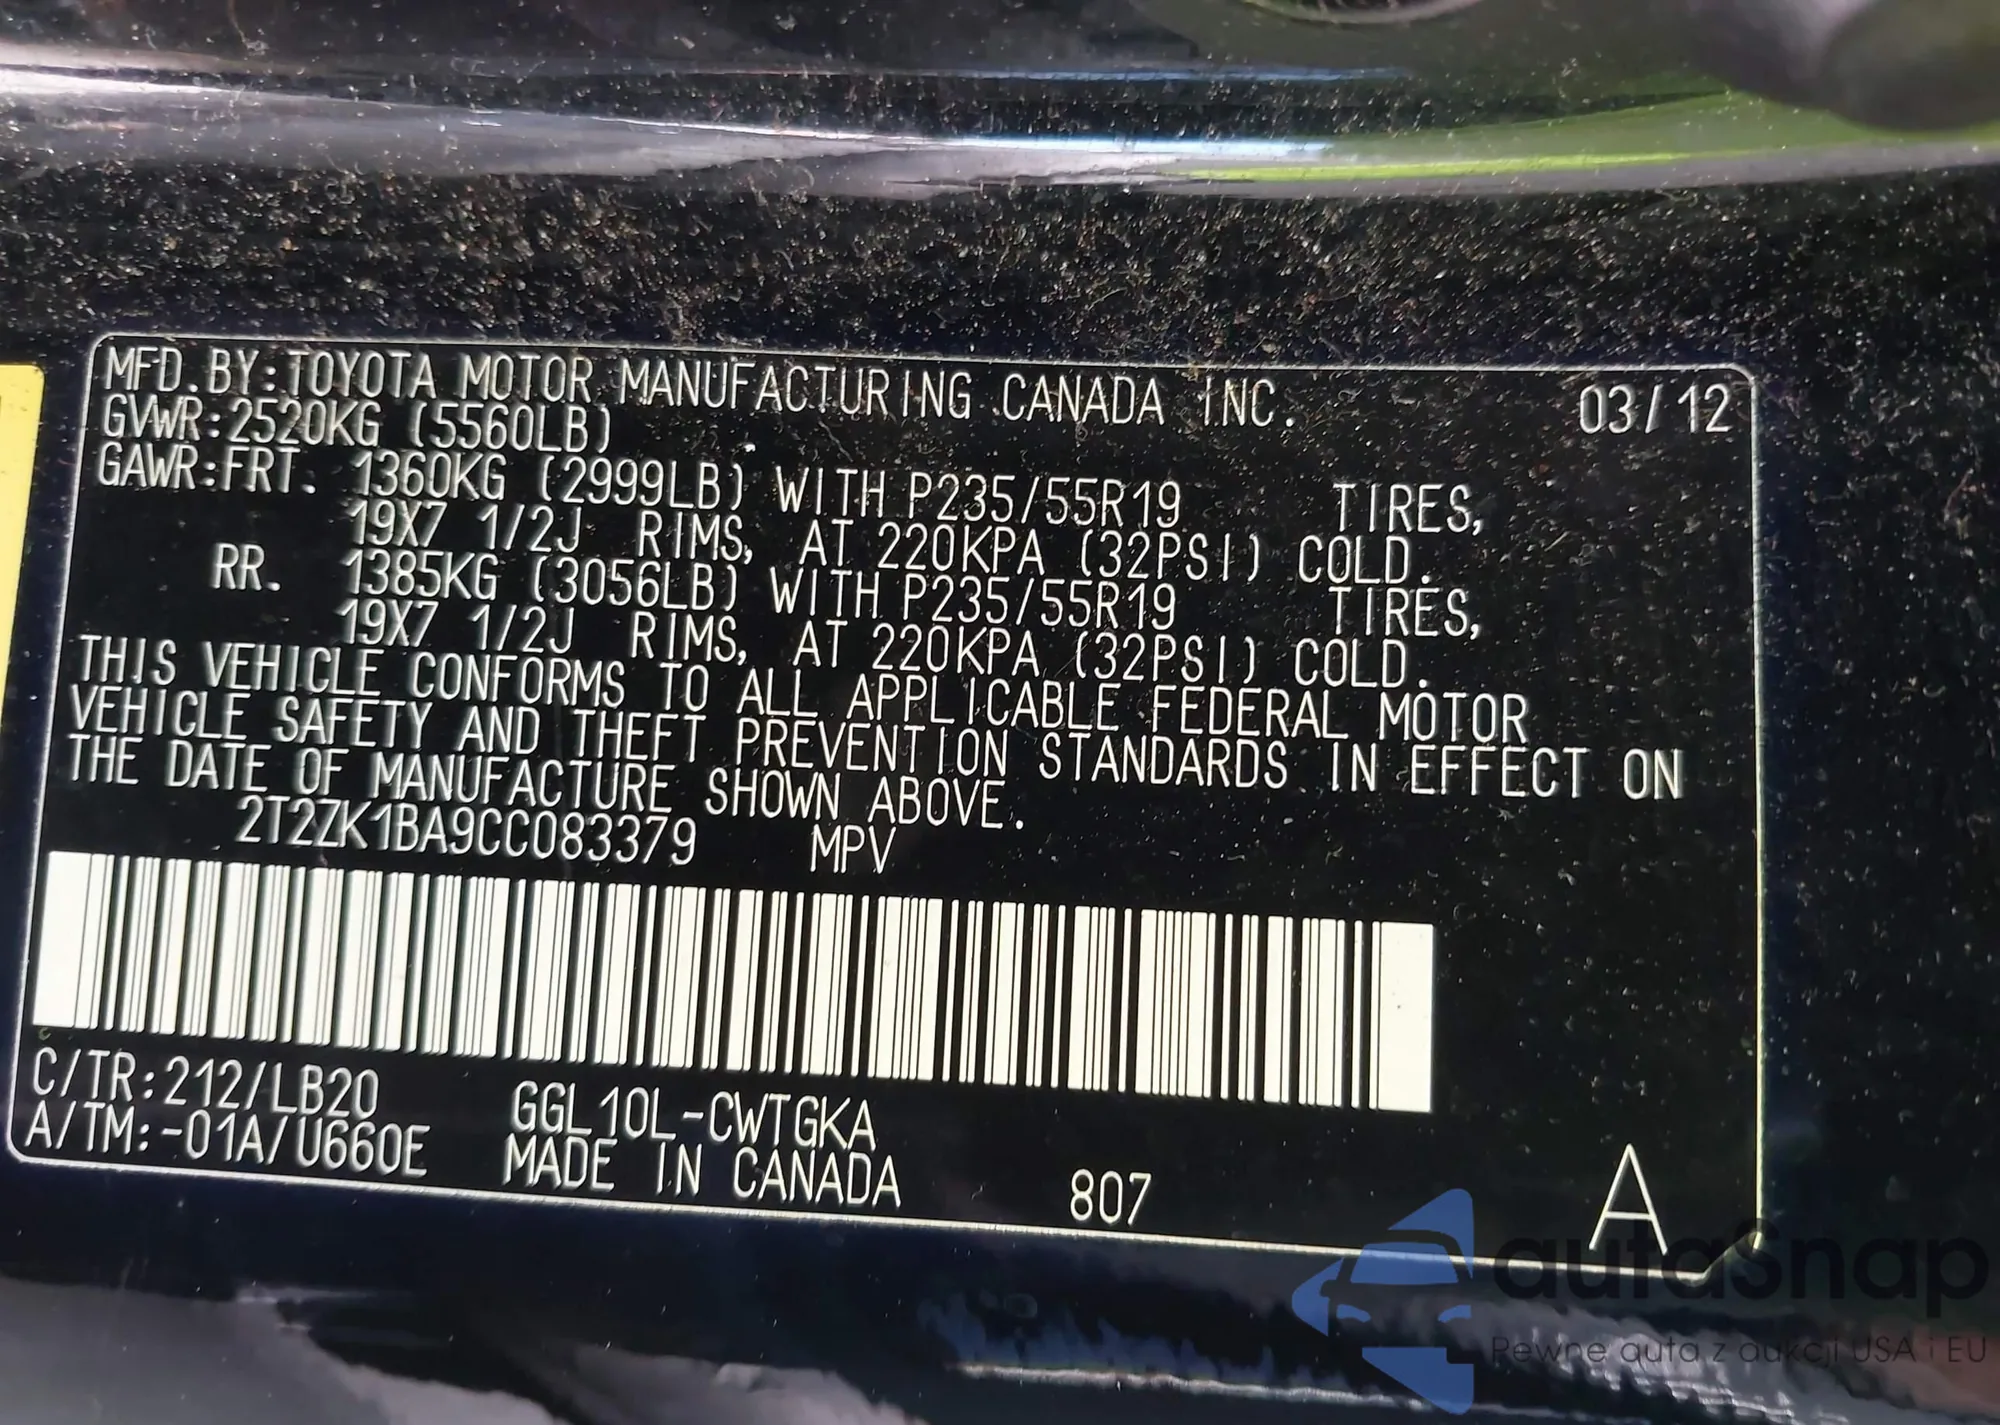 MFD. BY:TOYOTA MOTOR MANUFACTURING CANADA INC. 03/12
GVWR:2520KG (5560LB)
GAWR:FRT. 1360KG (2999LB) WITH P235/55R19 TIRES,
19X7 1/2J RIMS, AT 220KPA (32PSI) COLD.
RR. 1385KG (3056LB) WITH P235/55R19 TIRES,
19X7 1/2J RIMS, AT 220KPA (32PSI) COLD.
THIS VEHICLE CONFORMS TO ALL APPLICABLE FEDERAL MOTOR
VEHICLE SAFETY AND THEFT PREVENTION STANDARDS IN EFFECT ON
THE DATE OF MANUFACTURE SHOWN ABOVE.
2T2ZK1BA9CC083379 MPV
C/TR:212/LB20 GGL10L-CWTGKA
A/TM:-01A/U660E MADE IN CANADA 807 A
autaSnap
Pewne auta z aukcji USA i EU